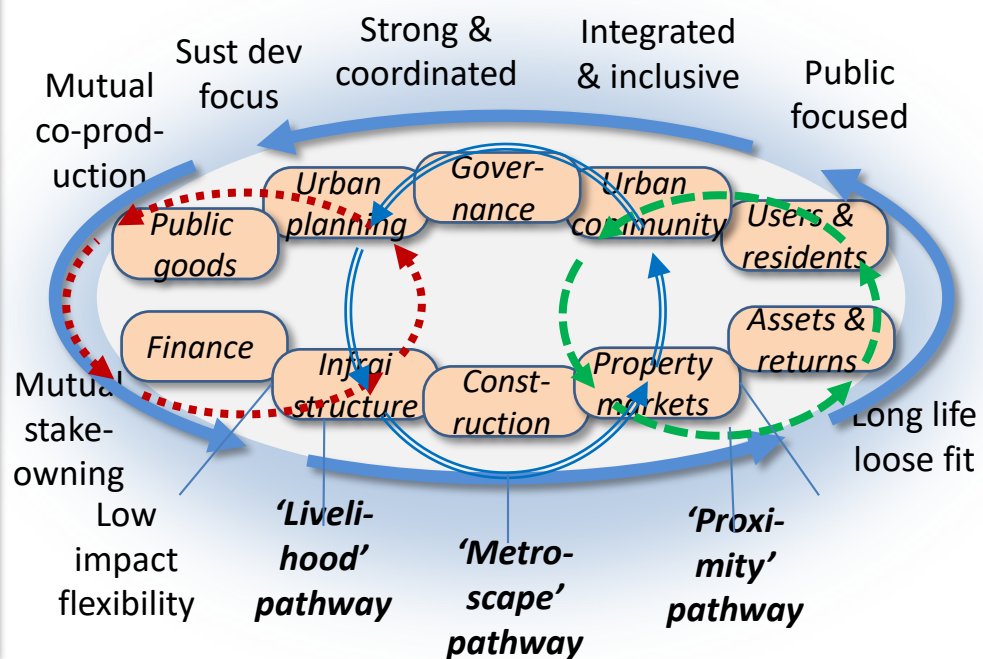 Strong &
coordinated
Integrated
& inclusive
Sust dev
focus
Public
focused
Mutual
co-prod-
uction
Urban
planning
Gover-
nance
Urban
community
Public
goods
Users &
residents
Finance
Infrai
structure
Const-
ruction
Property
markets
Assets &
returns
Mutual
stake-
owning
Long life
loose fit
Low
impact
flexibility
‘Liveli-
hood’
pathway
‘Metro-
scape’
pathway
‘Proxi-
mity’
pathway